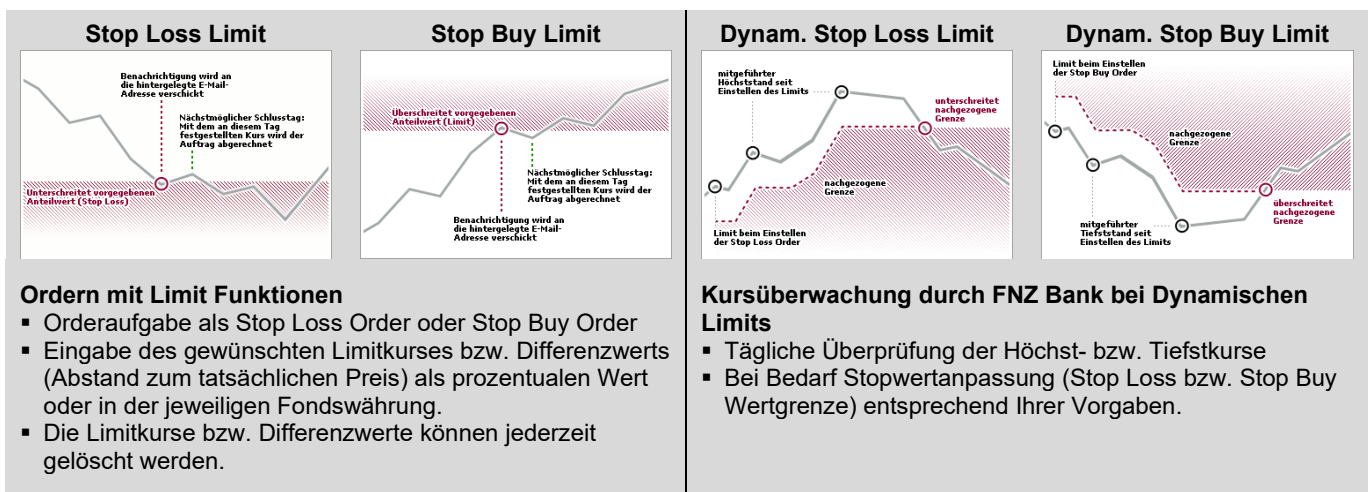 Stop Loss Limit
Benachrichtigung wird an
die hinterlegte E-Mail-
Adresse verschickt
Nächstmöglicher Schlusstag:
Mit dem an diesem Tag
festgestellten Kurs wird der
Auftrag abgerechnet
Unterschreitet vorgegebenen
Anteilwert (Stop Loss)
Stop Buy Limit
Überschreitet vorgegebenen
Anteilwert (Limit)
Nächstmöglicher Schlusstag:
Mit dem an diesem Tag
festgestellten Kurs wird der
Auftrag abgerechnet
Benachrichtigung wird an
die hinterlegte E-Mail-
Adresse verschickt
Ordern mit Limit Funktionen
▪ Orderaufgabe als Stop Loss Order oder Stop Buy Order
▪ Eingabe des gewünschten Limitkurses bzw. Differenzwerts
(Abstand zum tatsächlichen Preis) als prozentualen Wert
oder in der jeweiligen Fondswährung.
▪ Die Limitkurse bzw. Differenzwerte können jederzeit
gelöscht werden.
Dynam. Stop Loss Limit
mitgeführter
Höchststand seit
Einstellen des Limits
unterschreitet
nachgezogene
Grenze
nachgezogene
Grenze
Limit beim Einstellen
der Stop Loss Order
Dynam. Stop Buy Limit
Limit beim Einstellen
der Stop Buy Order
nachgezogene
Grenze
mitgeführter
Tiefststand seit
Einstellen des Limits
überschreitet
nachgezogene
Grenze
Kursüberwachung durch FNZ Bank bei Dynamischen
Limits
▪ Tägliche Überprüfung der Höchst- bzw. Tiefstkurse
▪ Bei Bedarf Stopwertanpassung (Stop Loss bzw. Stop Buy
Wertgrenze) entsprechend Ihrer Vorgaben.